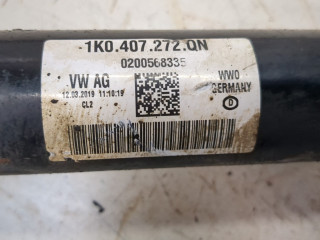 1K0.407.272.QN
0200568335
VW AG
12.03.2019 11:10:19
CL2
WWO
GERMANY
D